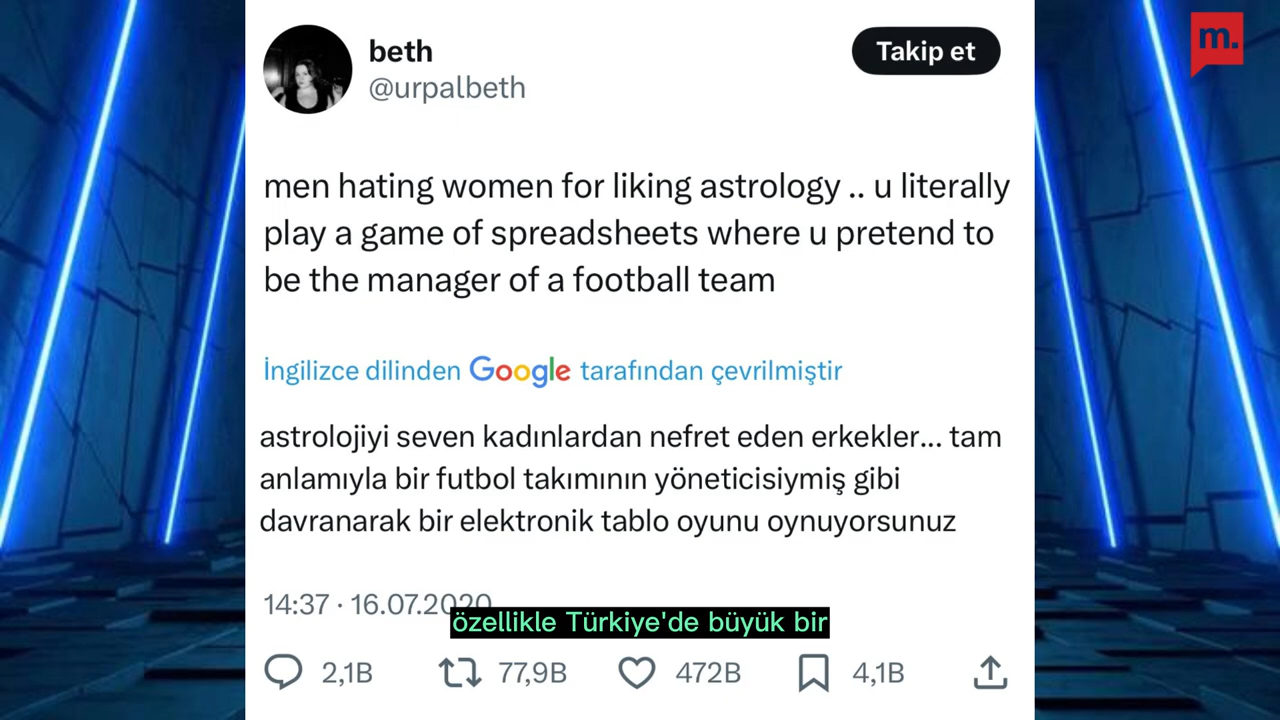 m.
beth
@urpalbeth
Takip et
men hating women for liking astrology .. u literally
play a game of spreadsheets where u pretend to
be the manager of a football team
İngilizce dilinden Google tarafından çevrilmiştir
astrolojiyi seven kadınlardan nefret eden erkekler... tam
anlamıyla bir futbol takımının yöneticisiymiş gibi
davranarak bir elektronik tablo oyunu oynuyorsunuz
14:37 · 16.07.2020
özellikle Türkiye'de büyük bir
2,1B 77,9B 472B 4,1B